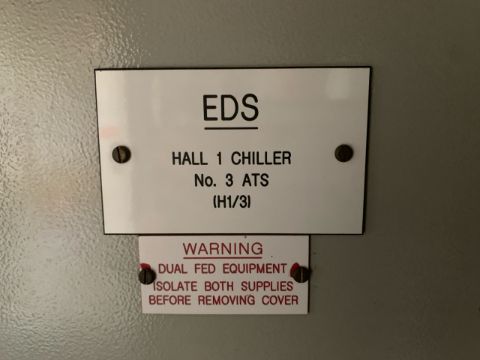 EDS
HALL 1 CHILLER
No. 3 ATS
(H1/3)
WARNING
DUAL FED EQUIPMENT
ISOLATE BOTH SUPPLIES
BEFORE REMOVING COVER